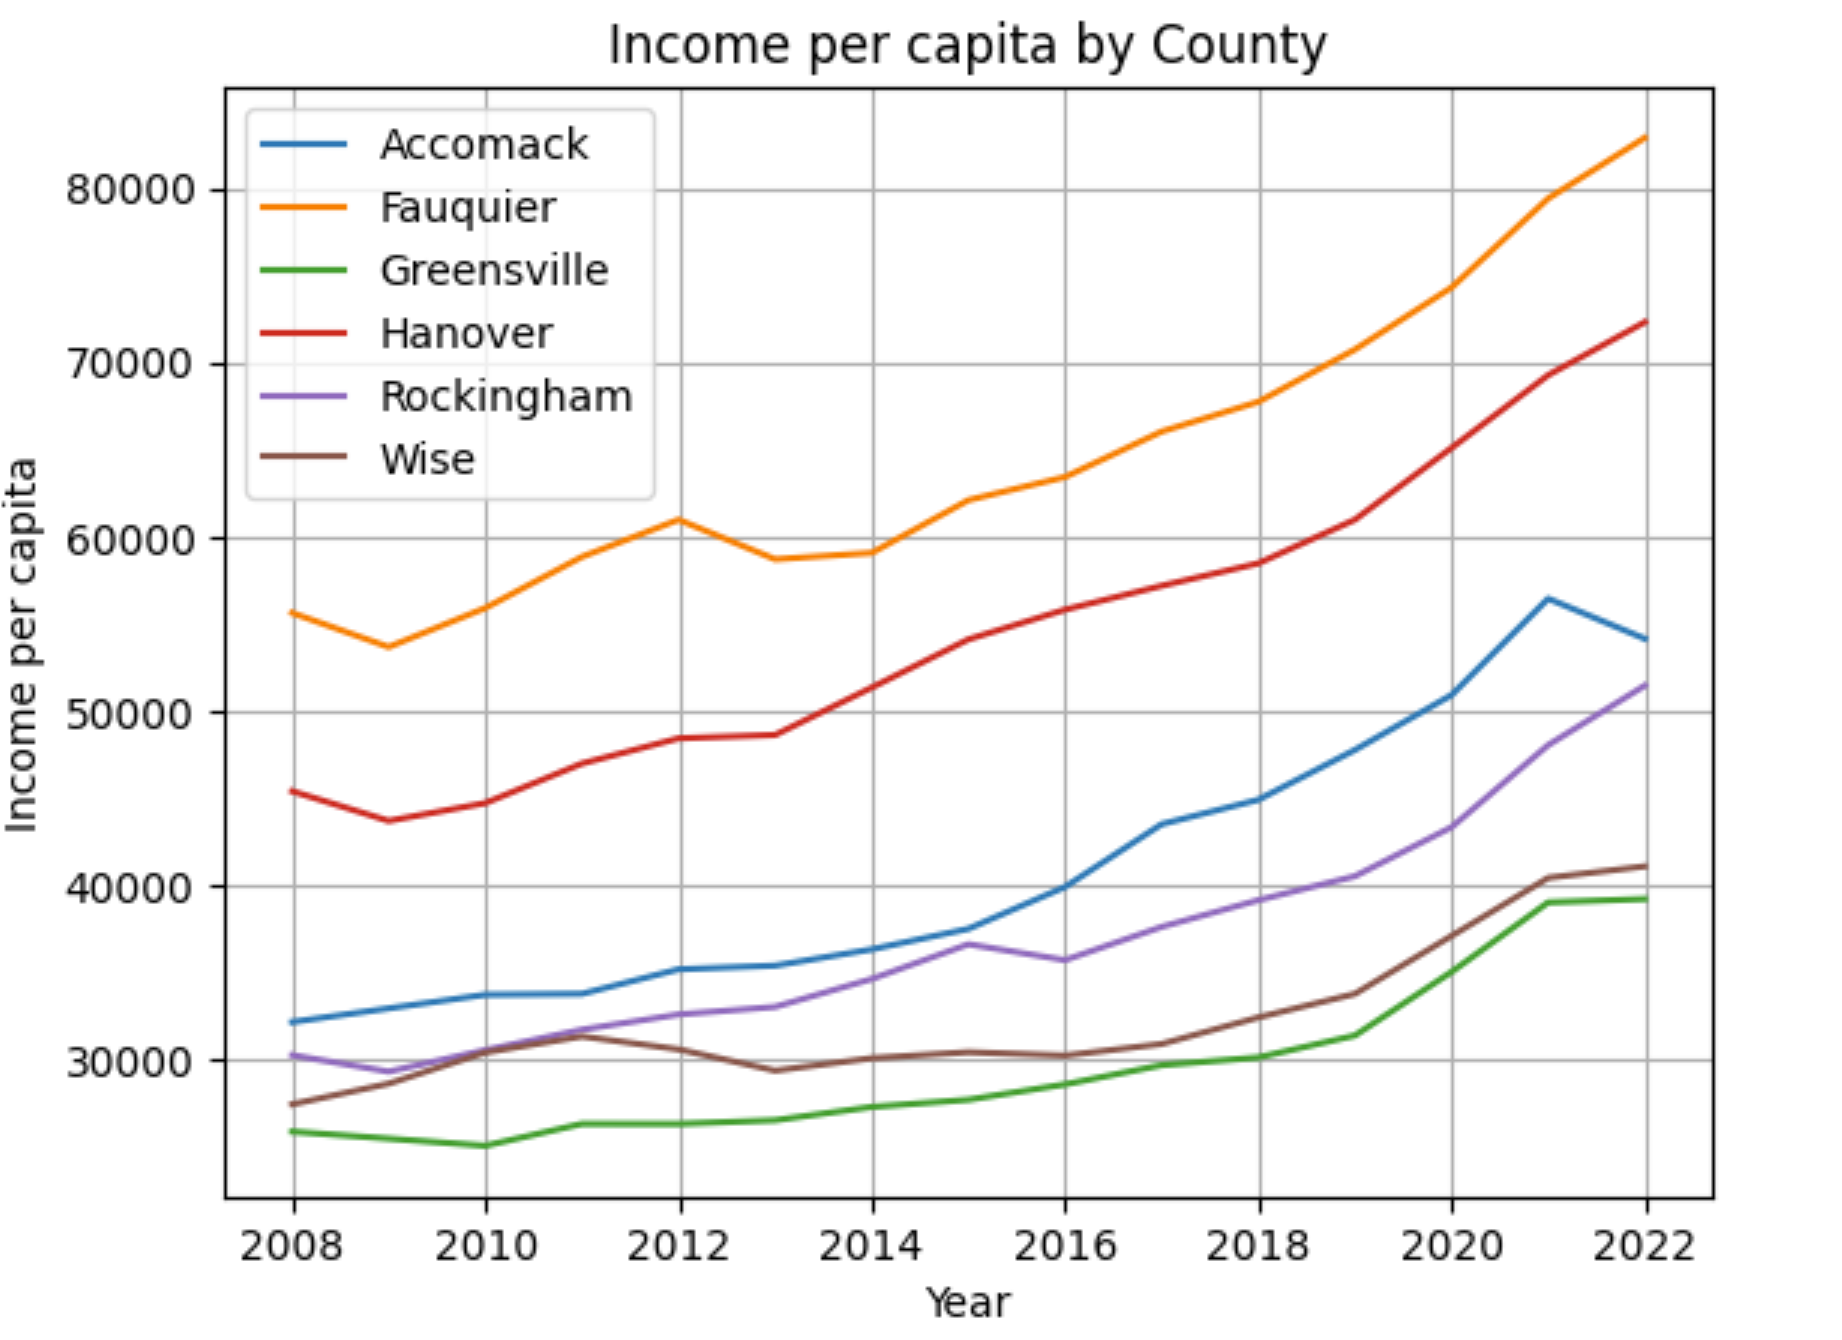 Income per capita by County
Accomack
Fauquier
Greensville
Hanover
Rockingham
Wise
80000
70000
60000
50000
40000
30000
Income per capita
2008 2010 2012 2014 2016 2018 2020 2022
Year